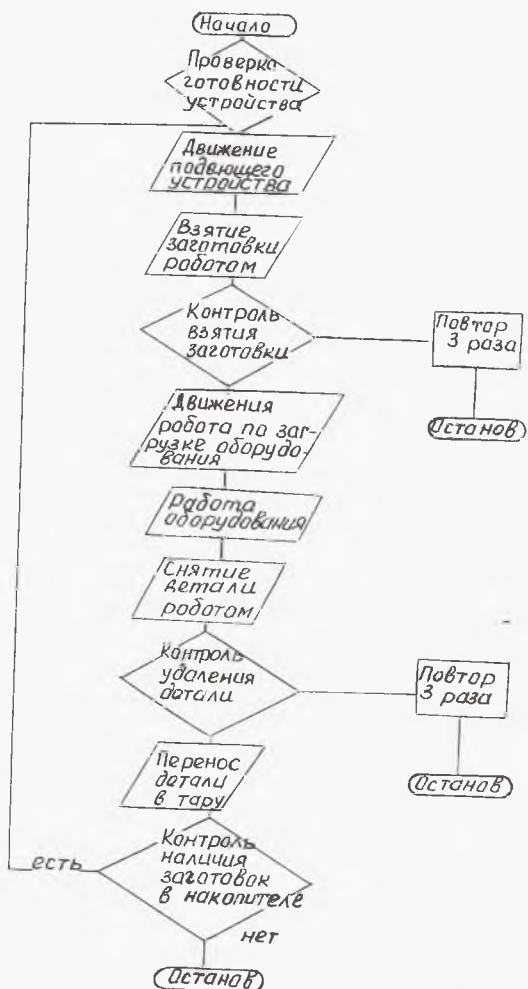 Начало
Проверка
готовности
устройства
Движение
подающего
устройства
Взятие
заготовки
роботом
Контроль
взятия
заготовки
Повтор
3 раза
Останов
Движения
робота по заг-
рузке оборудо-
вания
Работа
оборудования
Снятие
детали
роботом
Контроль
удаления
детали
Повтор
3 раза
Останов
Перенос
детали
в тару
Контроль
наличия
заготовок
в накопителе
есть
нет
Останов